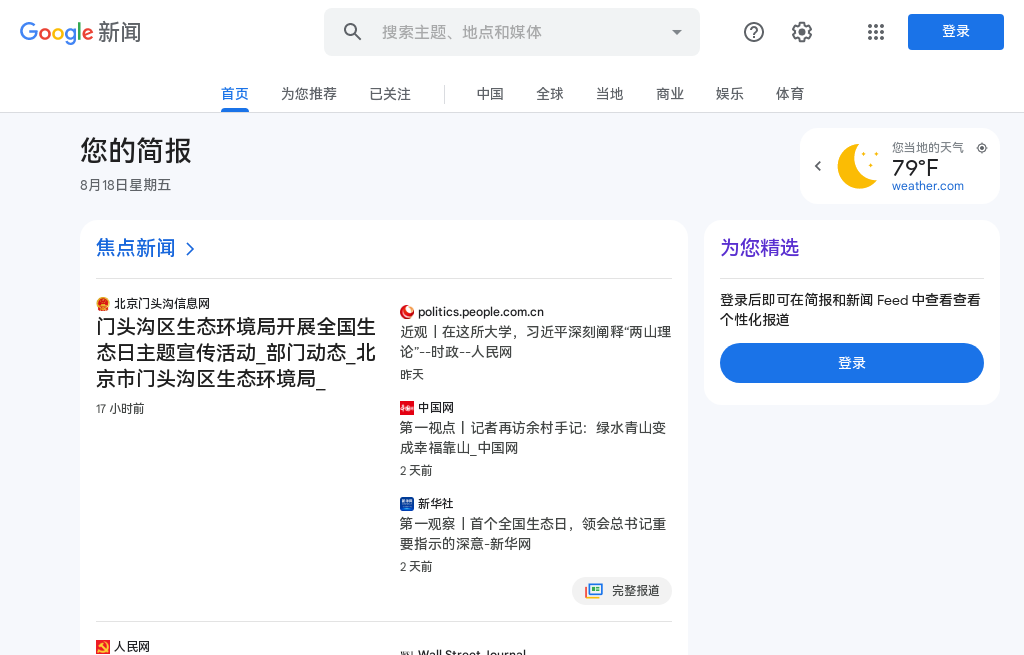 Google 新闻
搜索主题、地点和媒体
登录
首页
为您推荐
已关注
中国
全球
当地
商业
娱乐
体育
您的简报
8月18日星期五
您当地的天气
79°F
weather.com
焦点新闻
北京门头沟信息网
门头沟区生态环境局开展全国生
态日主题宣传活动_部门动态_北
京市门头沟区生态环境局_
17 小时前
politics.people.com.cn
近观丨在这所大学，习近平深刻阐释“两山理
论”--时政--人民网
昨天
中国网
第一视点丨记者再访余村手记：绿水青山变
成幸福靠山_中国网
2 天前
新华社
第一观察丨首个全国生态日，领会总书记重
要指示的深意-新华网
2 天前
完整报道
为您精选
登录后即可在简报和新闻 Feed 中查看查看
个性化报道
登录
人民网
Wall Street Journal